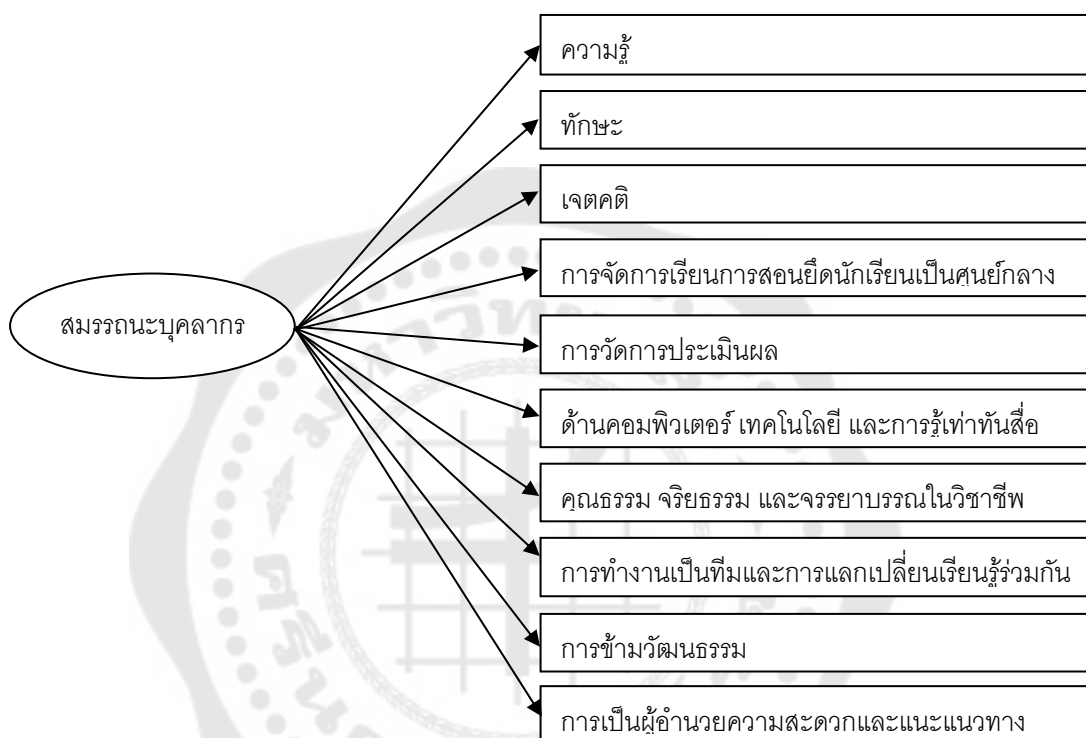 ความรู้
ทักษะ
เจตคติ
การจัดการเรียนการสอนยึดนักเรียนเป็นศูนย์กลาง
สมรรถนะบุคลากร
การวัดการประเมินผล
ด้านคอมพิวเตอร์ เทคโนโลยี และการรู้เท่าทันสื่อ
คุณธรรม จริยธรรม และจรรยาบรรณในวิชาชีพ
การทำงานเป็นทีมและการแลกเปลี่ยนเรียนรู้ร่วมกัน
การข้ามวัฒนธรรม
การเป็นผู้อำนวยความสะดวกและแนะแนวทาง